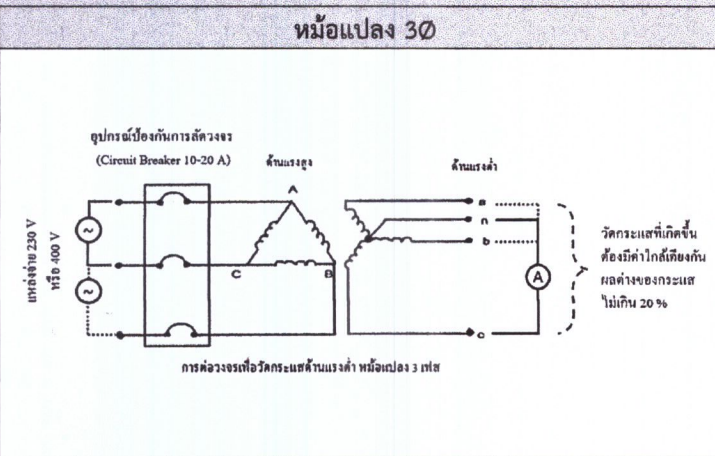 หม้อแปลง 3Ø
อุปกรณ์ป้องกันการลัดวงจร
(Circuit Breaker 10-20 A)
ด้านแรงสูง
ด้านแรงต่ำ
A
a
n
b
C
B
A
c
~
~
แหล่งจ่าย 230 V
หรือ 400 V
วัดกระแสที่เกิดขึ้น
ต้องมีค่าใกล้เคียงกัน
ผลต่างของกระแส
ไม่เกิน 20 %
การต่อวงจรเพื่อวัดกระแสด้านแรงต่ำ หม้อแปลง 3 เฟส